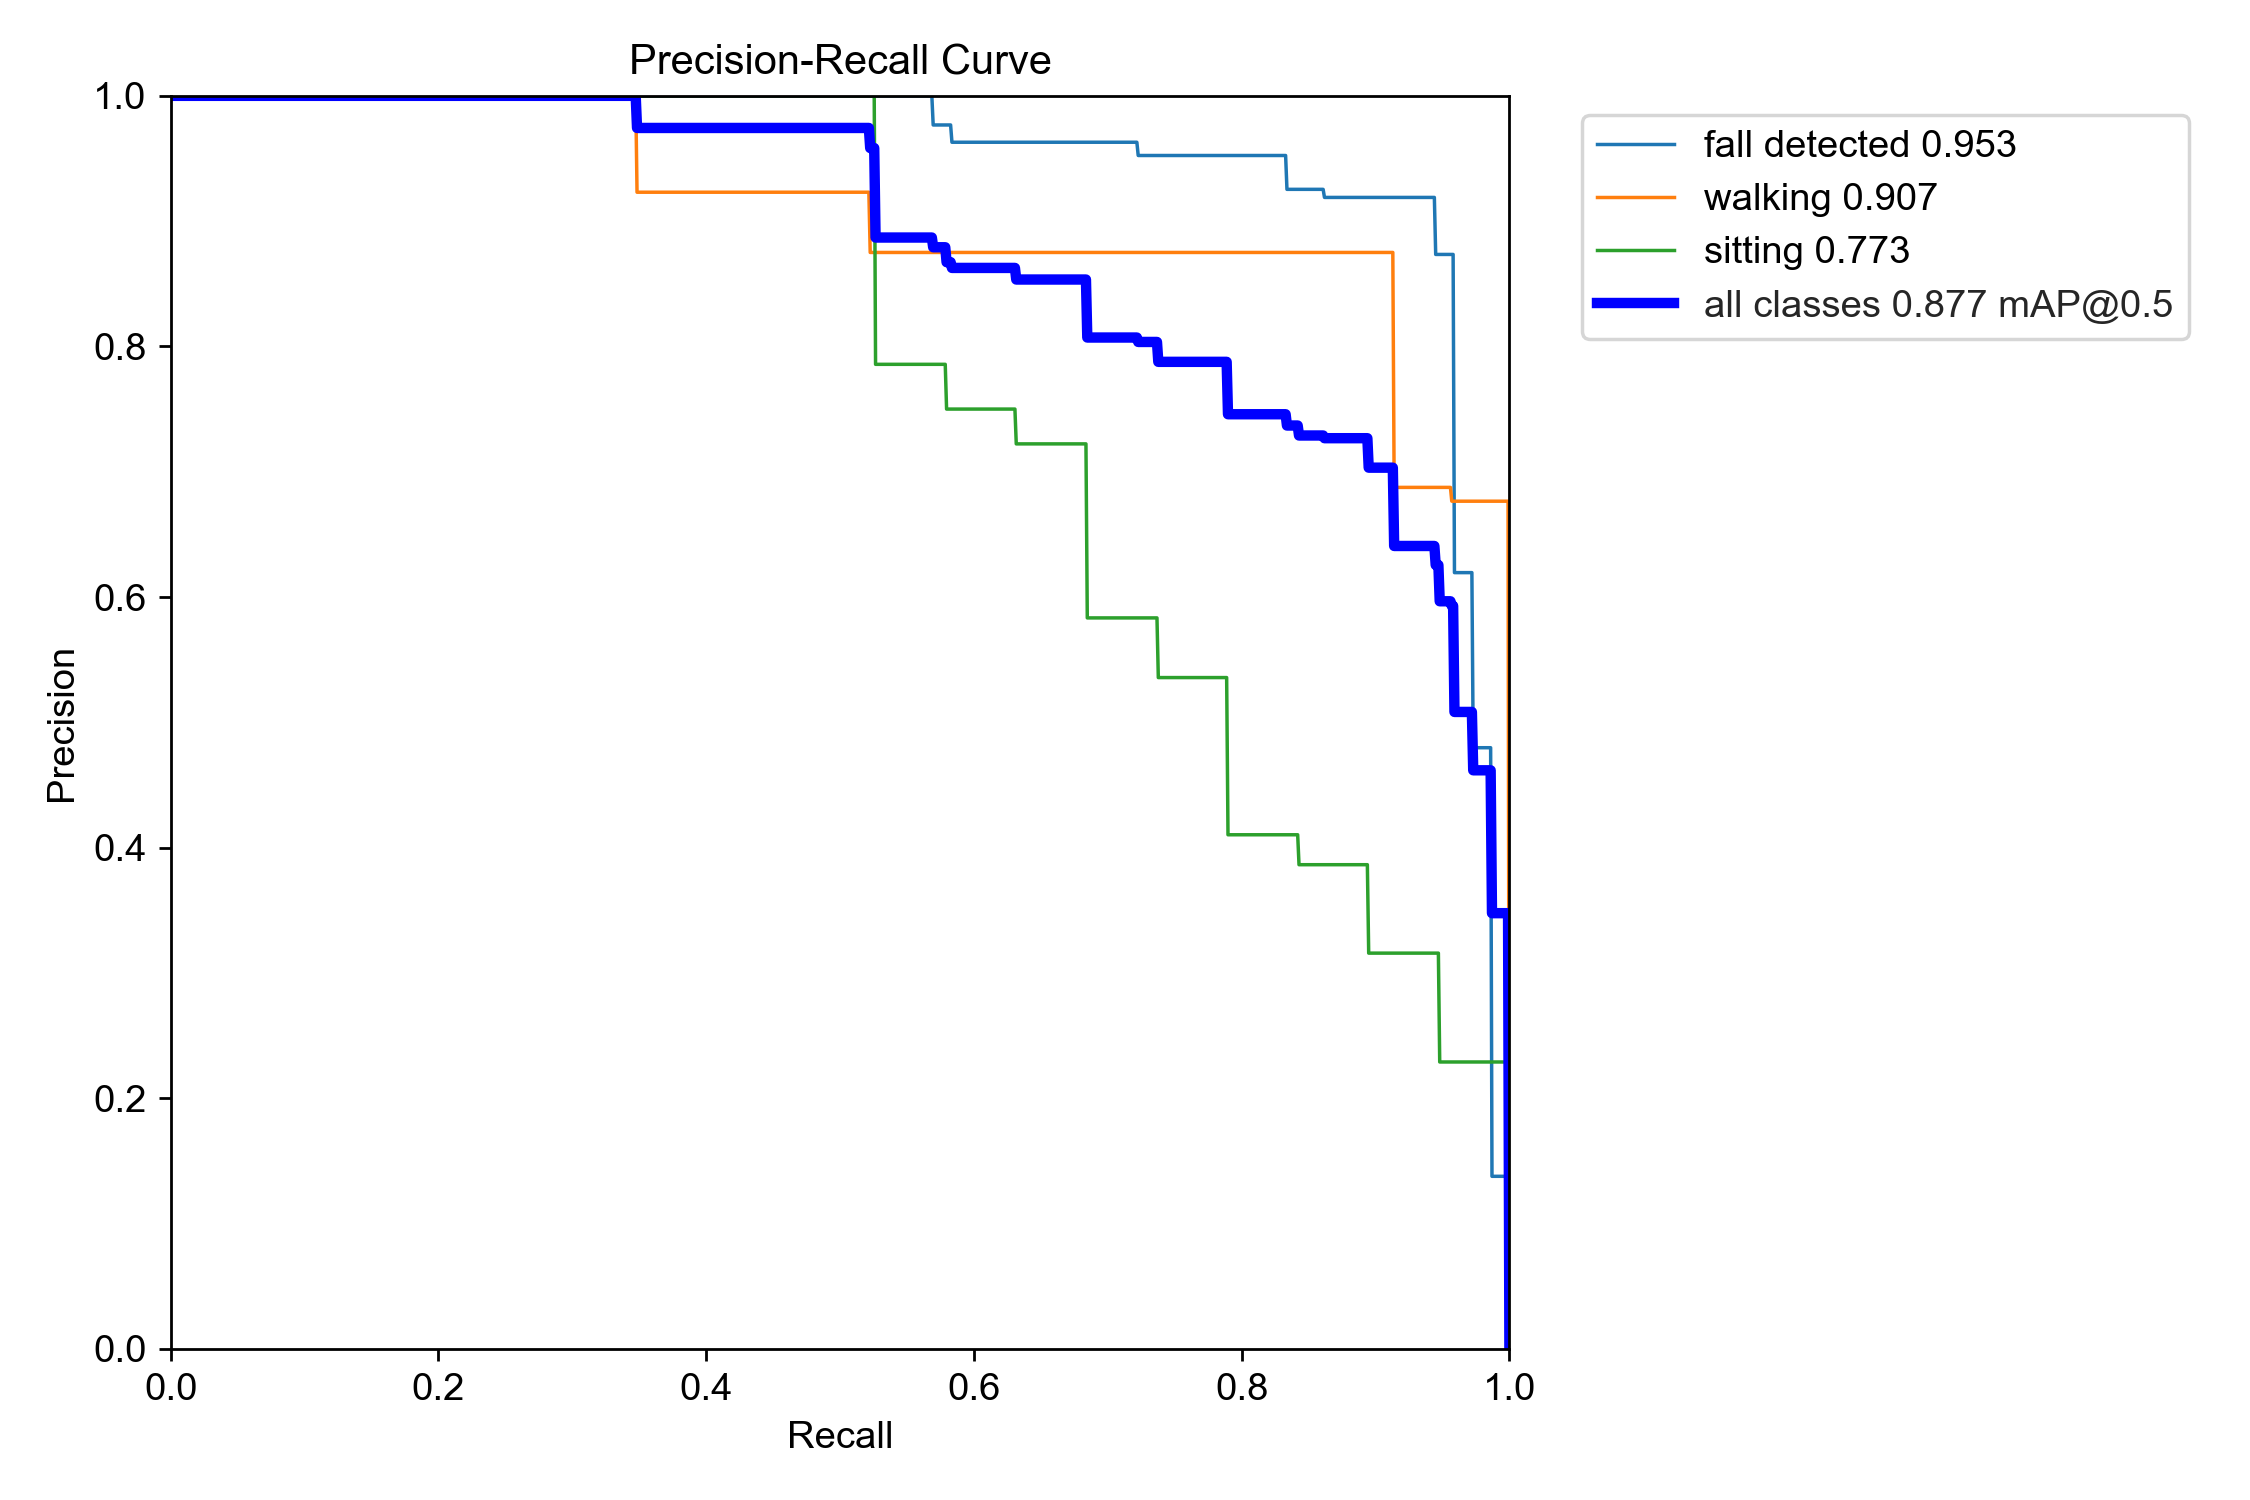 Precision-Recall Curve
1.0
0.8
0.6
0.4
0.2
0.0
Precision
0.0 0.2 0.4 0.6 0.8 1.0
Recall
fall detected 0.953
walking 0.907
sitting 0.773
all classes 0.877 mAP@0.5